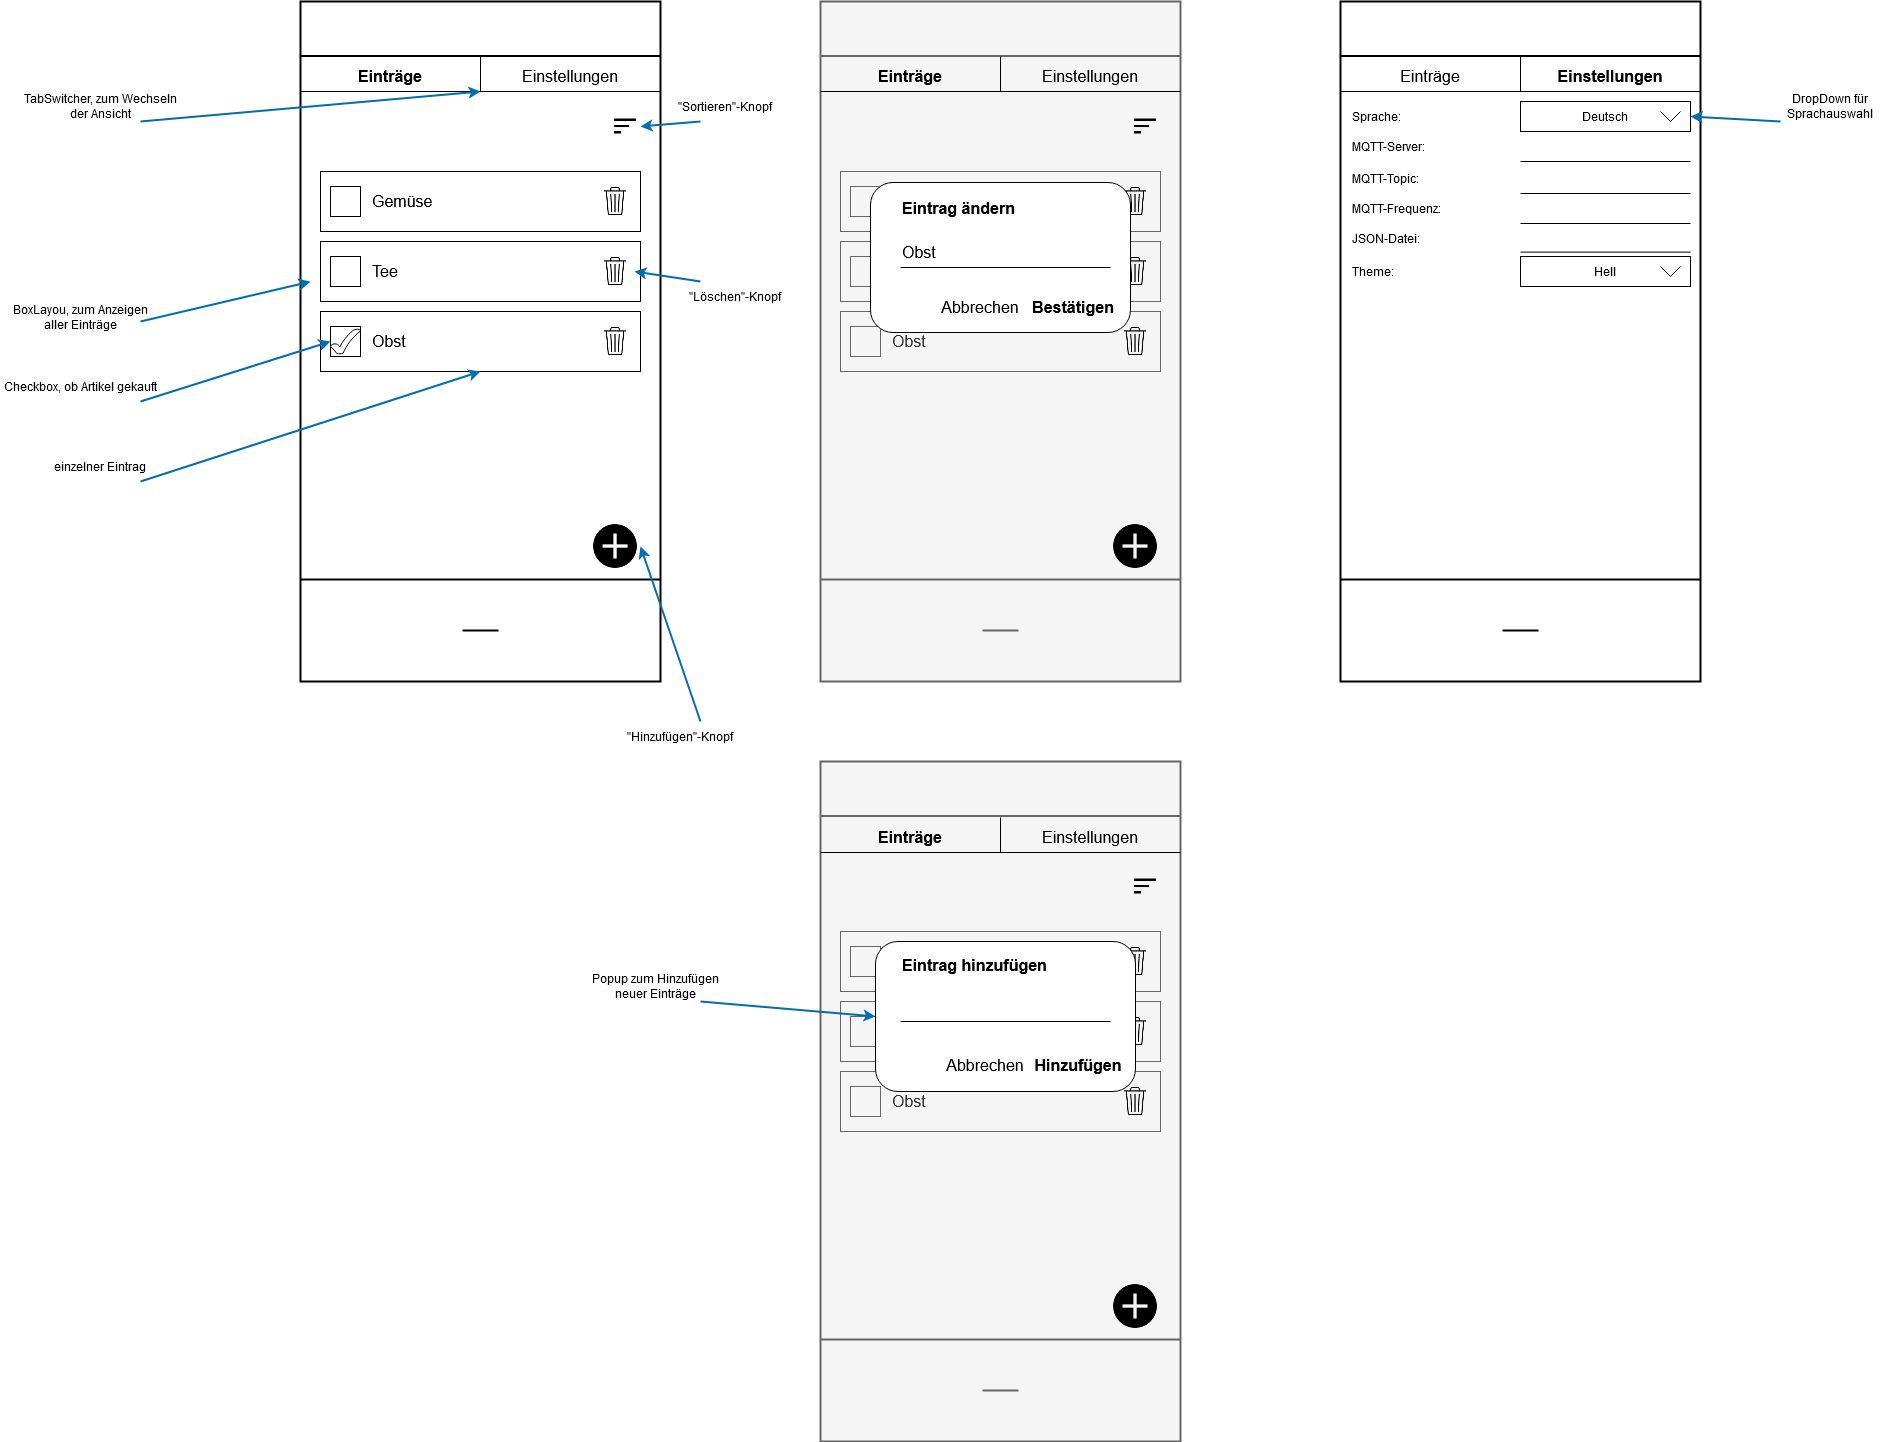 Einträge
Einstellungen
TabSwitcher, zum Wechseln
der Ansicht
"Sortieren"-Knopf
Gemüse
Tee
"Löschen"-Knopf
BoxLayou, zum Anzeigen
aller Einträge
Obst
Checkbox, ob Artikel gekauft
einzelner Eintrag
"Hinzufügen"-Knopf
Einträge
Einstellungen
Eintrag ändern
Obst
Abbrechen
Bestätigen
Obst
Einträge
Einstellungen
Sprache:
Deutsch
DropDown für
Sprachauswahl
MQTT-Server:
MQTT-Topic:
MQTT-Frequenz:
JSON-Datei:
Theme:
Hell
Einträge
Einstellungen
Eintrag hinzufügen
Popup zum Hinzufügen
neuer Einträge
Abbrechen
Hinzufügen
Obst